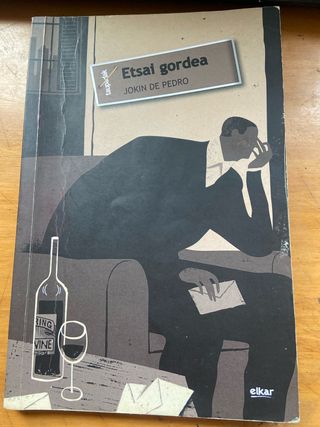 Etsai gordea
JOKIN DE PEDRO
WINE
elkar